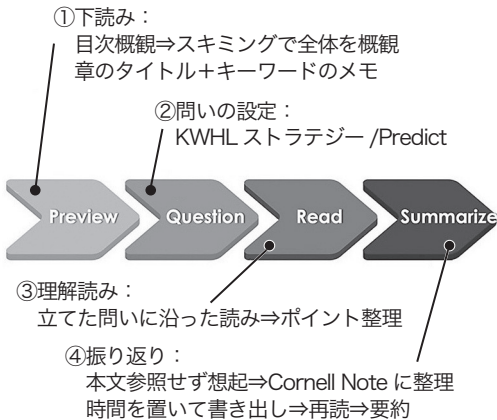 ①下読み：
目次概観⇒スキミングで全体を概観
章のタイトル＋キーワードのメモ
②問いの設定：
KWHL ストラテジー /Predict
Preview Question Read Summarize
③理解読み：
立てた問いに沿った読み⇒ポイント整理
④振り返り：
本文参照せず想起⇒Cornell Note に整理
時間を置いて書き出し⇒再読⇒要約